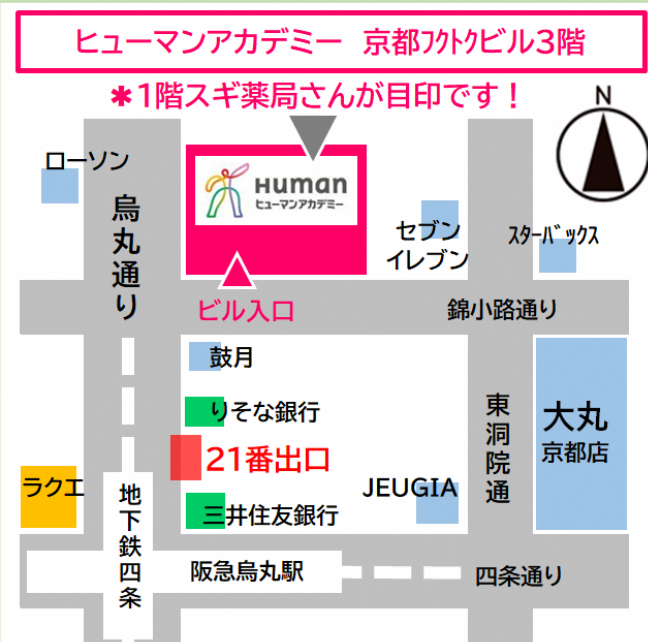 ヒューマンアカデミー 京都フクトクビル3階
＊1階スギ薬局さんが目印です！
N
ローソン
Human
ヒューマンアカデミー
烏丸通り
セブン
イレブン
スターバックス
ビル入口
錦小路通り
鼓月
りそな銀行
21番出口
東洞院通
大丸
京都店
ラクエ
地下鉄四条
三井住友銀行
JEUGIA
阪急烏丸駅
四条通り